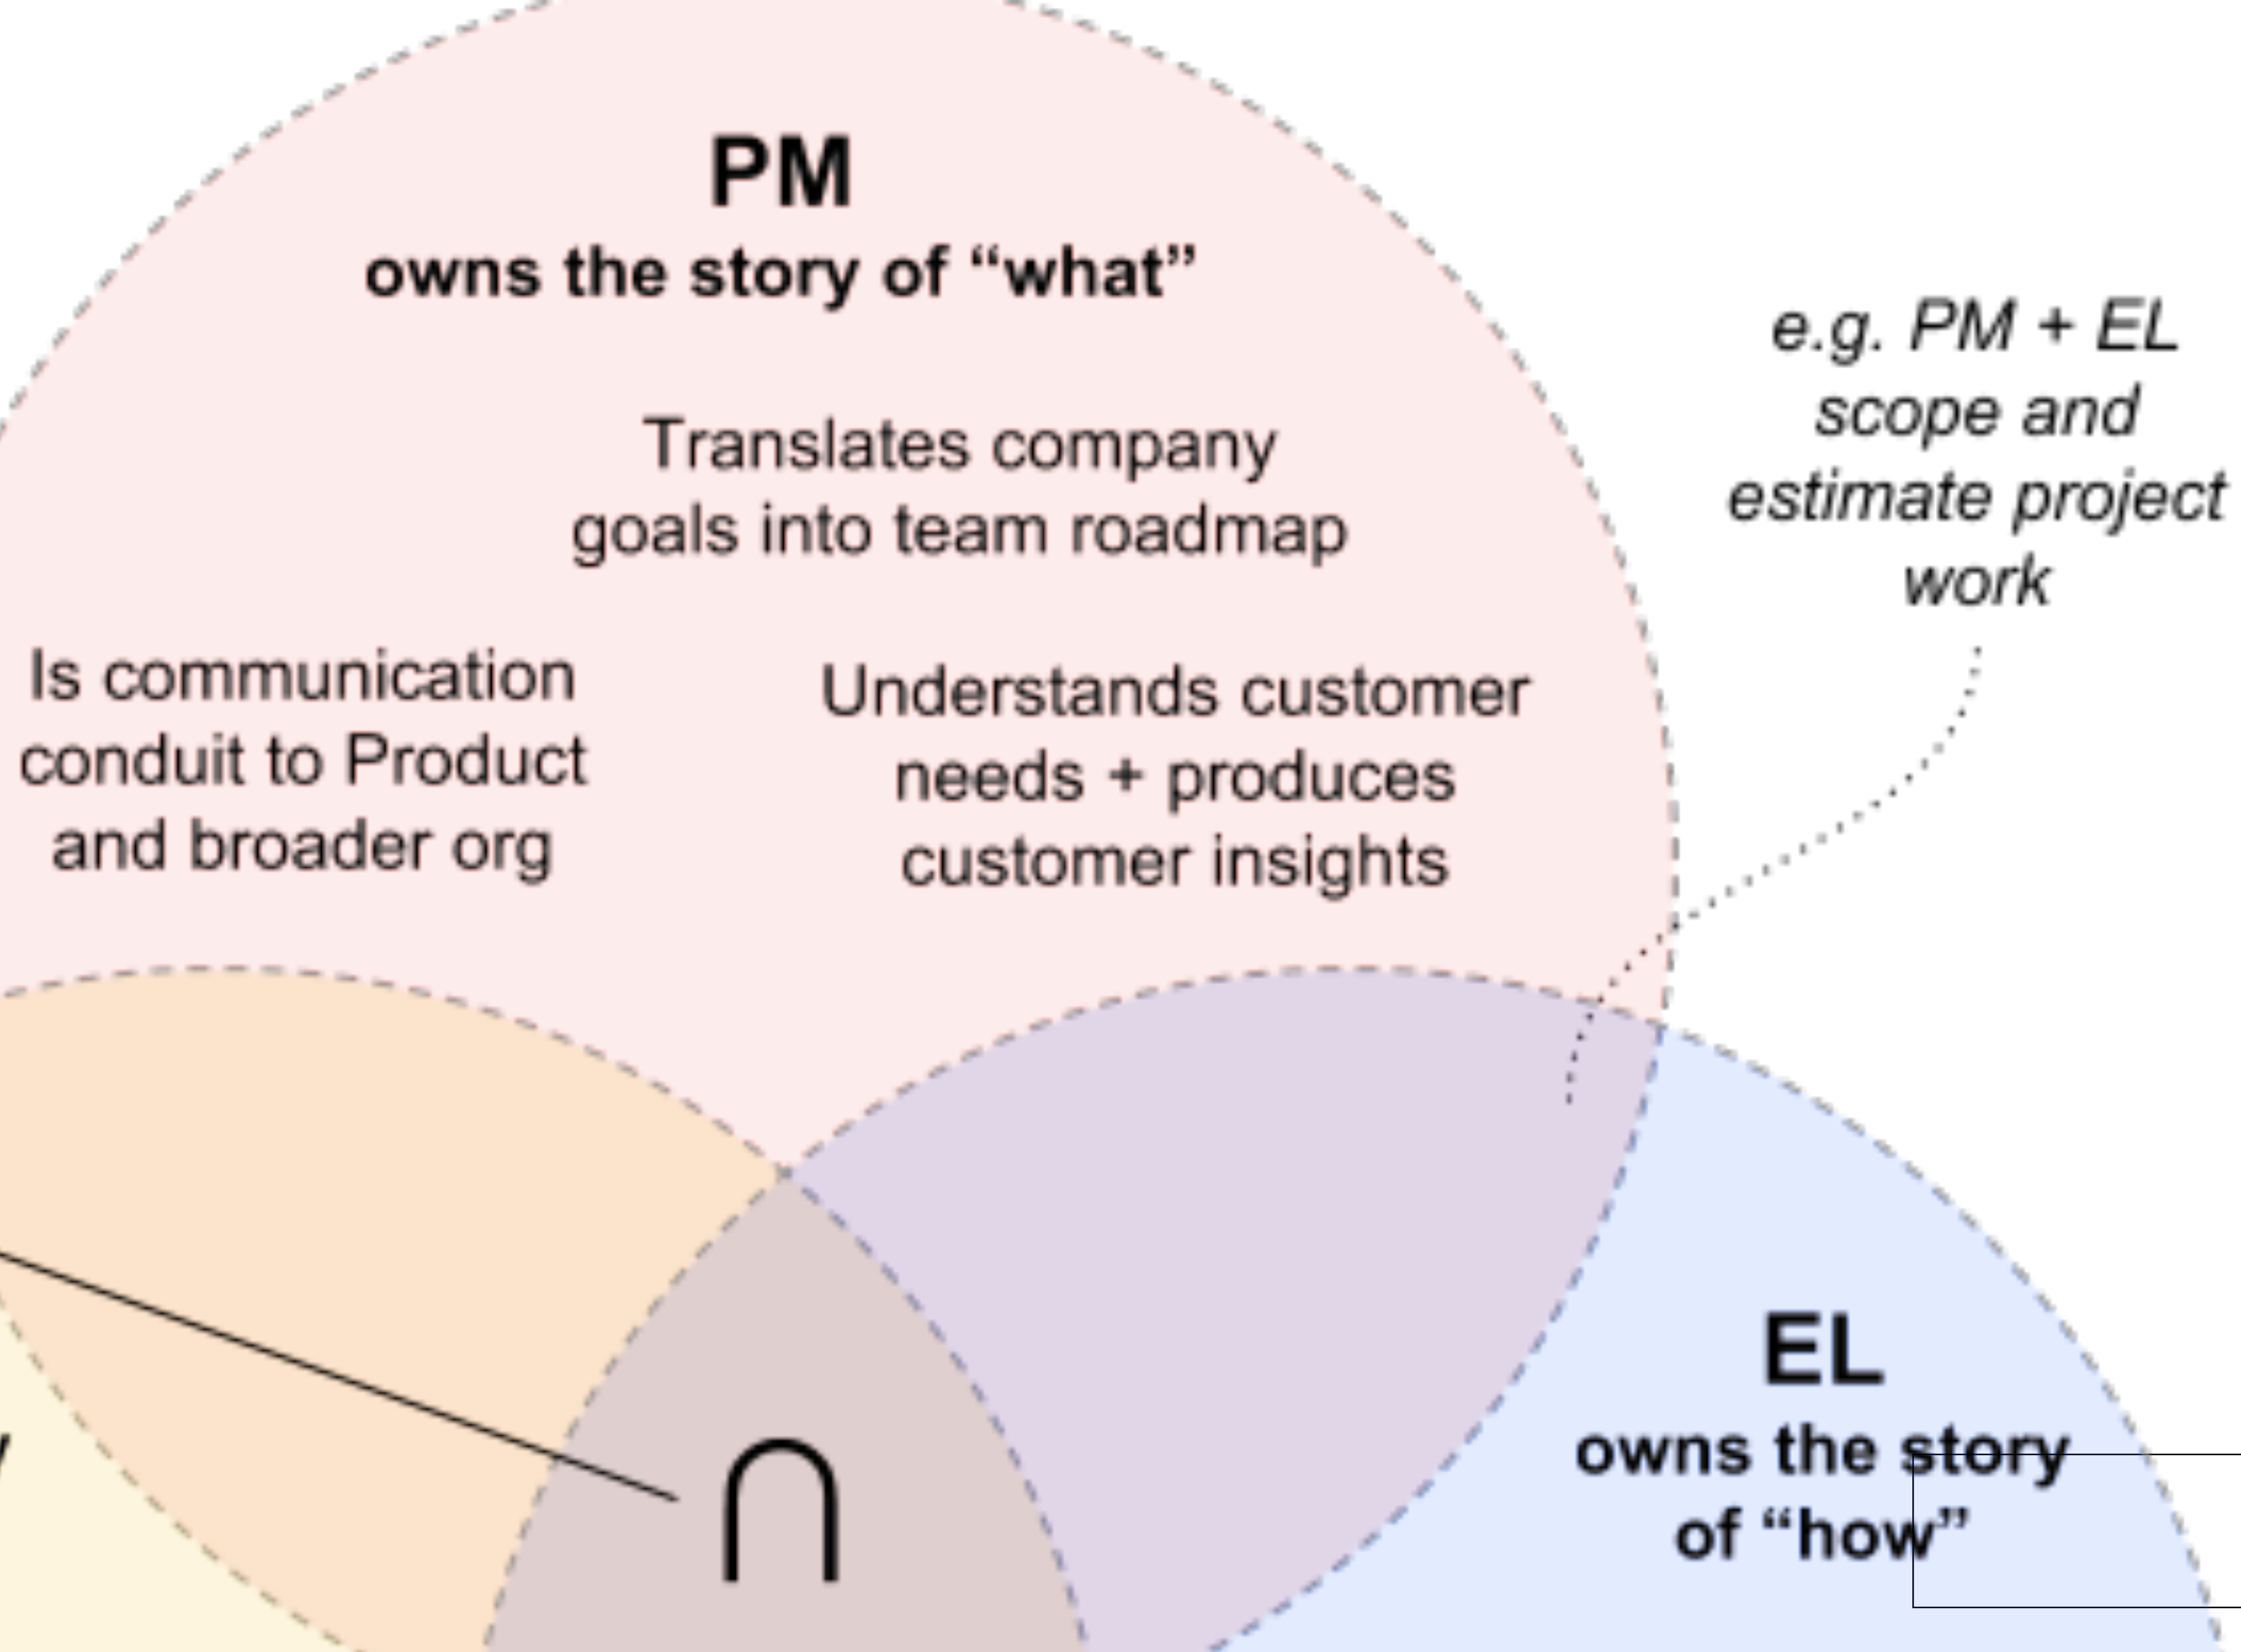 PM
owns the story of “what”
Translates company
goals into team roadmap
Is communication
conduit to Product
and broader org
Understands customer
needs + produces
customer insights
e.g. PM + EL
scope and
estimate project
work
∩
EL
owns the story
of “how”